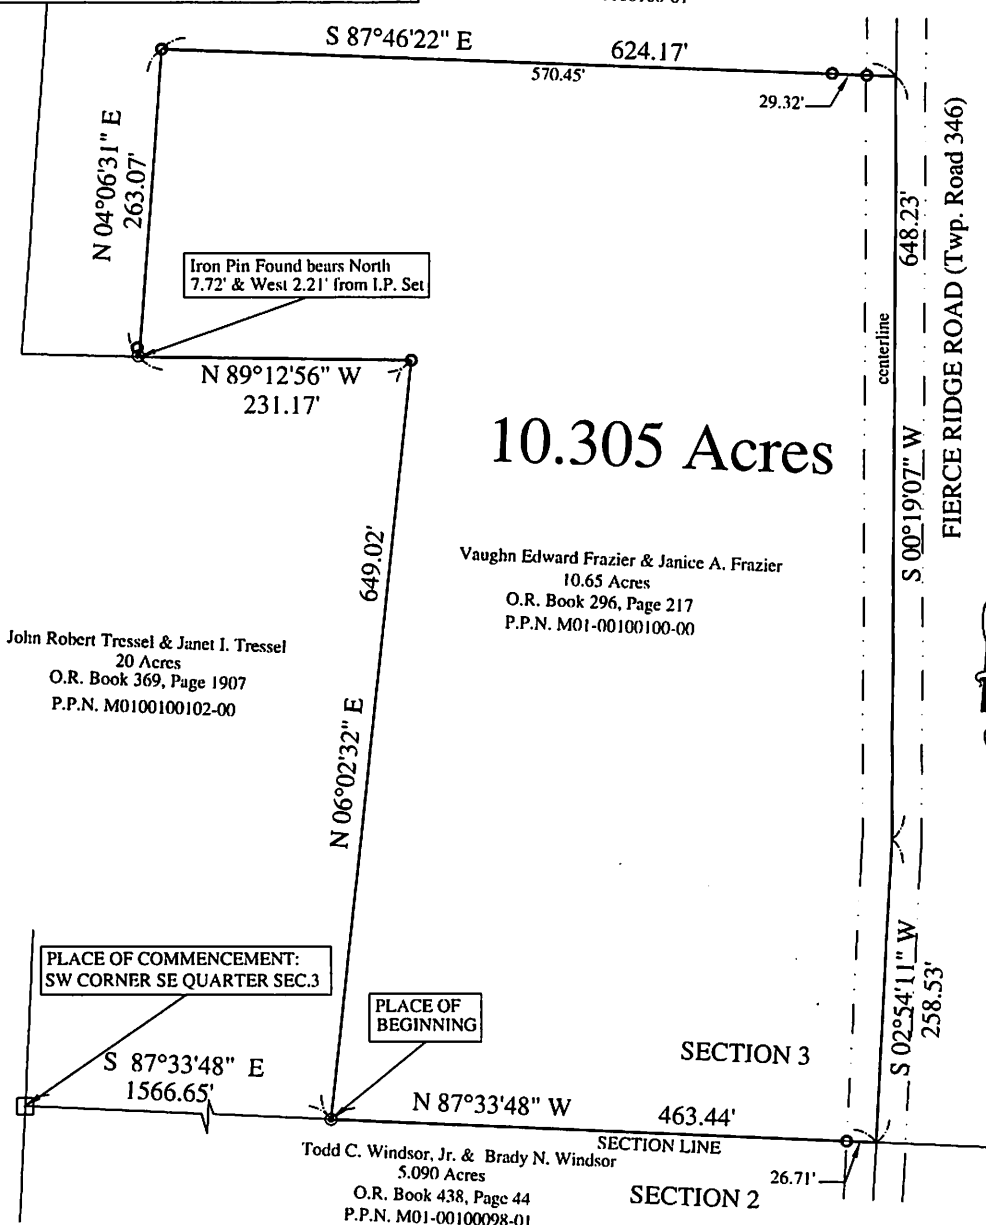 S 87°46'22" E
624.17'
570.45'
29.32'
N 04°06'31" E
263.07'
Iron Pin Found bears North
7.72' & West 2.21' from I.P. Set
N 89°12'56" W
231.17'
648.23'
centerline
S 00°19'07" W
FIERCE RIDGE ROAD (Twp. Road 346)
10.305 Acres
649.02'
N 06°02'32" E
Vaughn Edward Frazier & Janice A. Frazier
10.65 Acres
O.R. Book 296, Page 217
P.P.N. M01-00100100-00
John Robert Tressel & Janet I. Tressel
20 Acres
O.R. Book 369, Page 1907
P.P.N. M0100100102-00
PLACE OF COMMENCEMENT:
SW CORNER SE QUARTER SEC.3
PLACE OF
BEGINNING
S 87°33'48" E
1566.65'
SECTION 3
S 02°54'11" W
258.53'
N 87°33'48" W
463.44'
SECTION LINE
26.71'
SECTION 2
Todd C. Windsor, Jr. & Brady N. Windsor
5.090 Acres
O.R. Book 438, Page 44
P.P.N. M01-00100098-01